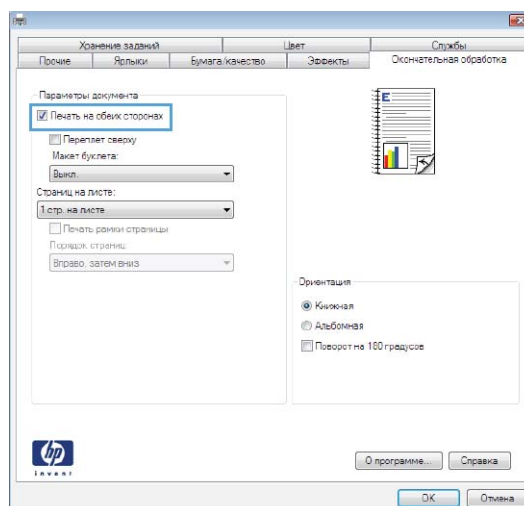 Хранение заданий
Цвет
Службы
Прочие
Ярлыки
Бумага/качество
Эффекты
Окончательная обработка
Параметры документа
Печать на обеих сторонах
Переплет сверху
Макет буклета:
Выкл.
Страниц на листе:
1 стр. на листе
Печать рамки страницы
Порядок страниц:
Вправо, затем вниз
E
Ориентация
Книжная
Альбомная
Поворот на 180 градусов
hp
invent
О программе...
Справка
OK
Отмена